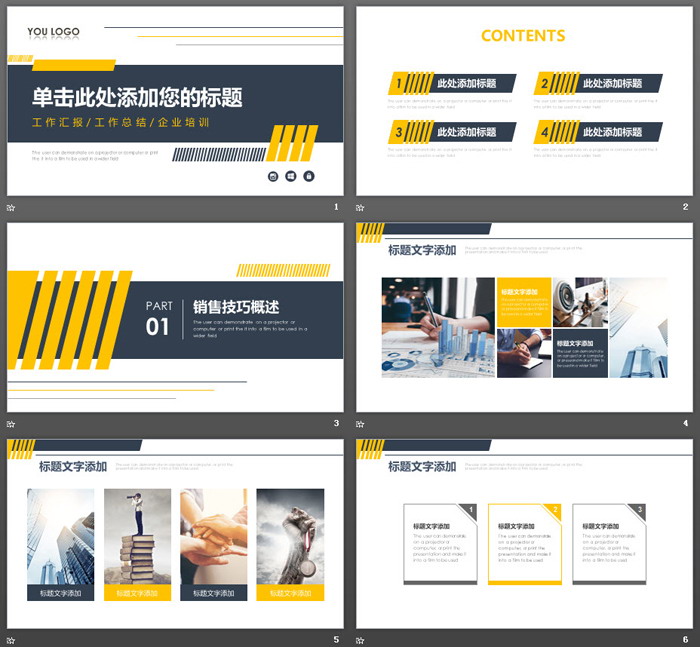 YOU LOGO
单击此处添加您的标题
工作汇报/工作总结/企业培训
The user can demonstrate on a projector or computer, or print
the it into a film to be used in a wider field
1
CONTENTS
1 此处添加标题
2 此处添加标题
3 此处添加标题
4 此处添加标题
2
PART
01
销售技巧概述
The user can demonstrate on a projector or
computer or print the it into a film to be used in a
wider field
3
标题文字添加
标题文字添加
标题文字添加
4
标题文字添加
标题文字添加
标题文字添加
标题文字添加
标题文字添加
5
标题文字添加
1
标题文字添加
The user can demonstrate
on a projector or
computer, or print the
presentation and make it
into a film to be used
2
标题文字添加
The user can demonstrate
on a projector or
computer, or print the
presentation and make it
into a film to be used
3
标题文字添加
The user can demonstrate
on a projector or
computer, or print the
presentation and make it
into a film to be used
6